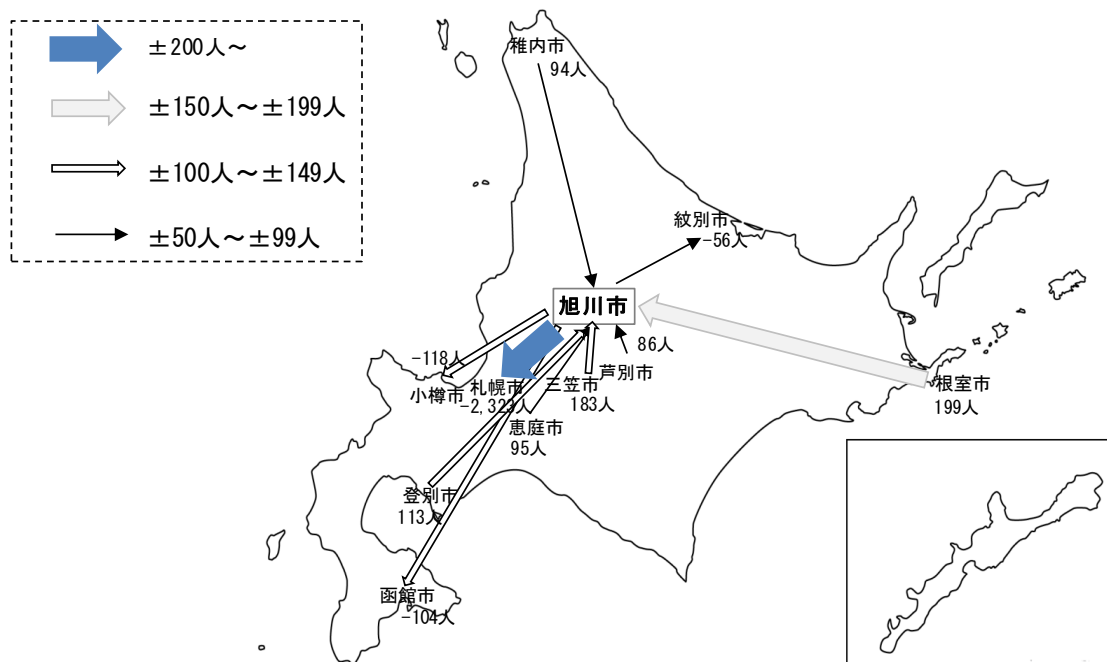 ±200人～
±150人～±199人
±100人～±149人
±50人～±99人
稚内市
94人
紋別市
-56人
旭川市
86人
芦別市
-118人
小樽市
札幌市
-2,323人
三笠市
183人
根室市
199人
恵庭市
95人
登別市
113人
函館市
-104人